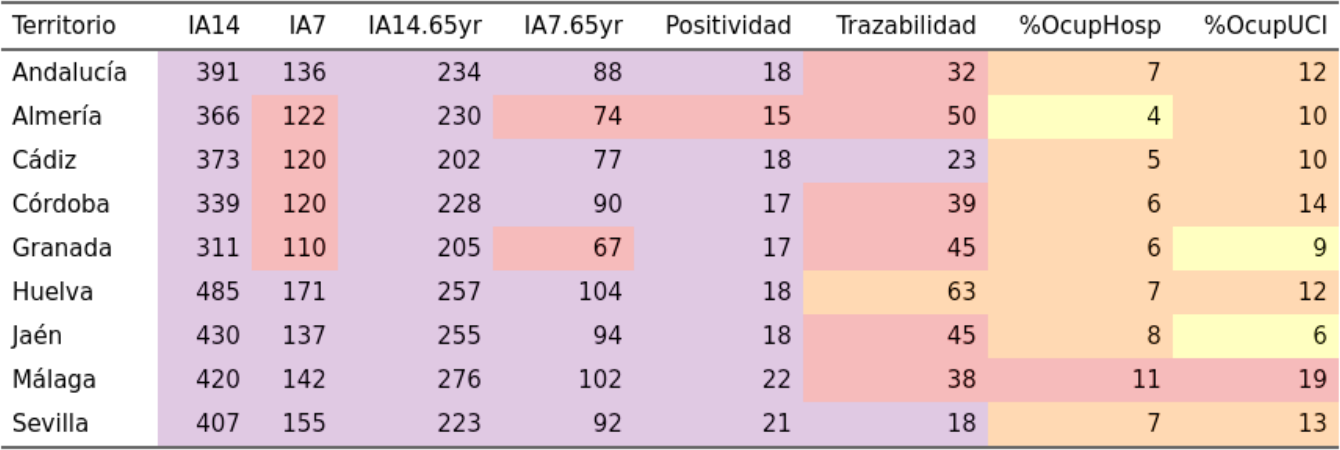 Territorio IA14 IA7 IA14.65yr IA7.65yr Positividad Trazabilidad %OcupHosp %OcupUCI
Andalucía 391 136 234 88 18 32 7 12
Almería 366 122 230 74 15 50 4 10
Cádiz 373 120 202 77 18 23 5 10
Córdoba 339 120 228 90 17 39 6 14
Granada 311 110 205 67 17 45 6 9
Huelva 485 171 257 104 18 63 7 12
Jaén 430 137 255 94 18 45 8 6
Málaga 420 142 276 102 22 38 11 19
Sevilla 407 155 223 92 21 18 7 13